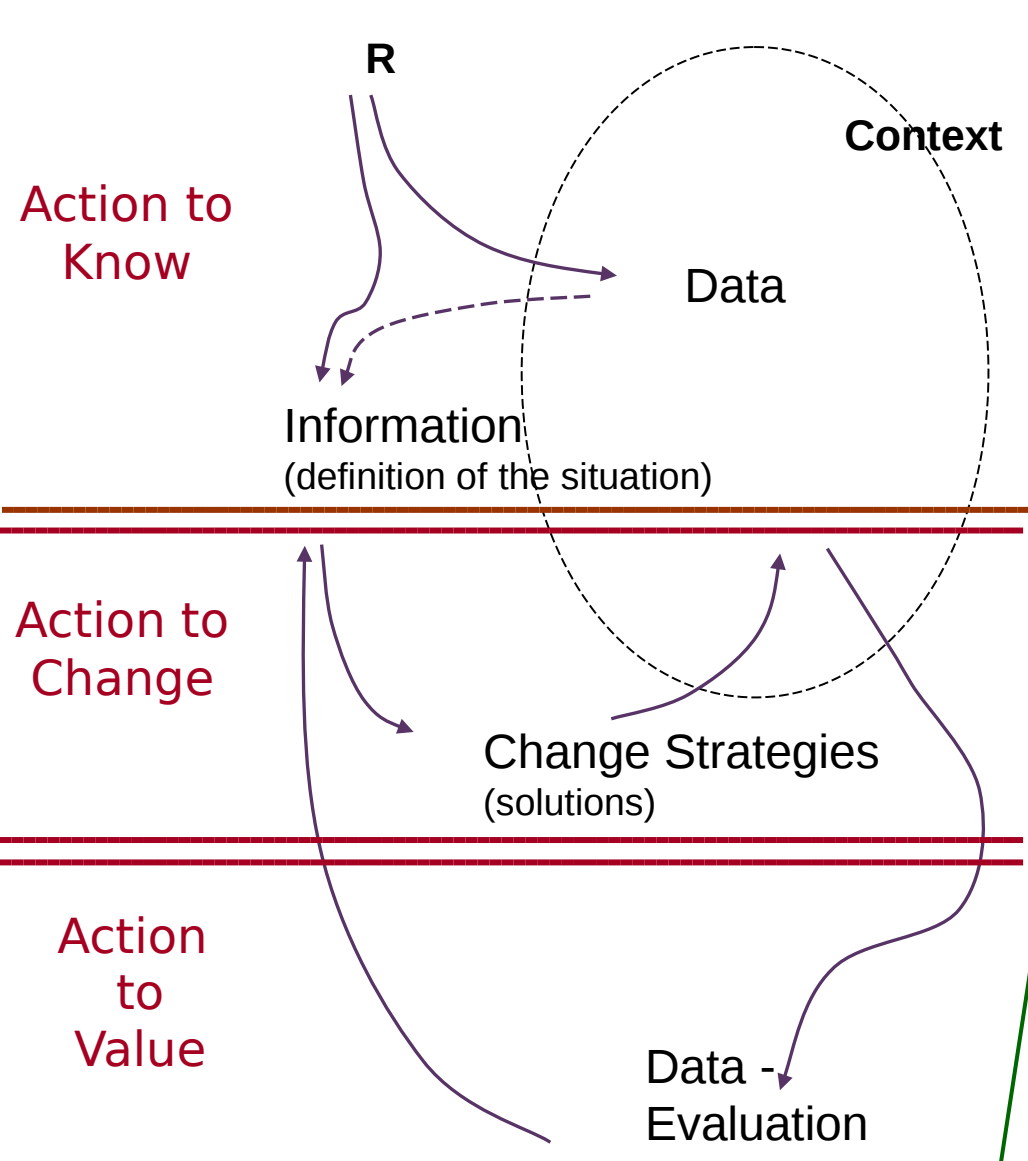 R
Context
Action to
Know
Data
Information
(definition of the situation)
Action to
Change
Change Strategies
(solutions)
Action
to
Value
Data -
Evaluation